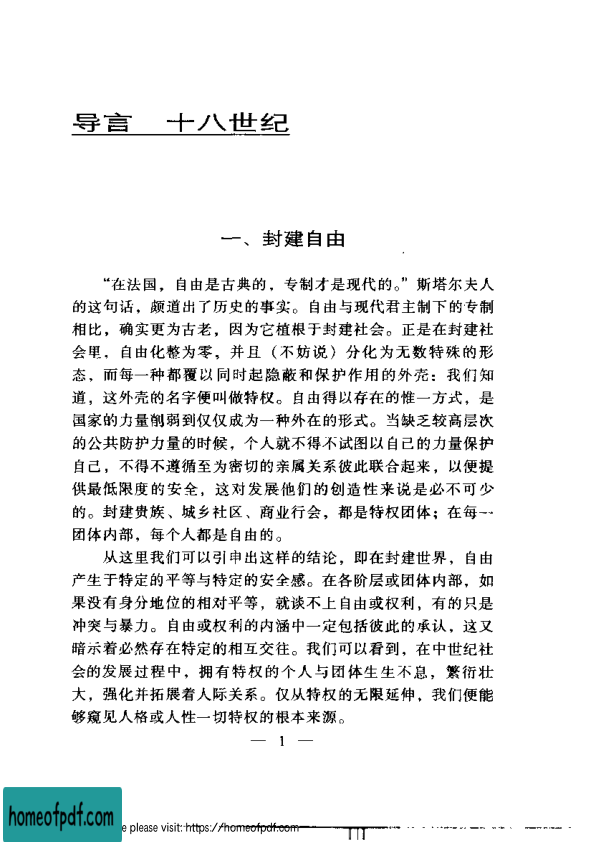 导言 十八世纪
一、封建自由
“在法国，自由是古典的，专制才是现代的。”斯塔尔夫人
的这句话，颇道出了历史的事实。自由与现代君主制下的专制
相比，确实更为古老，因为它植根于封建社会。正是在封建社
会里，自由化整为零，并且（不妨说）分化为无数特殊的形
态，而每一种都覆以同时起隐蔽和保护作用的外壳：我们知
道，这外壳的名字便叫做特权。自由得以存在的惟一方式，是
国家的力量削弱到仅仅成为一种外在的形式。当缺乏较高层次
的公共防护力量的时候，个人就不得不试图以自己的力量保护
自己，不得不遵循至为密切的亲属关系彼此联合起来，以便提
供最低限度的安全，这对发展他们的创造性来说是必不可少
的。封建贵族、城乡社区、商业行会，都是特权团体；在每一
团体内部，每个人都是自由的。
从这里我们可以引申出这样的结论，即在封建世界，自由
产生于特定的平等与特定的安全感。在各阶层或团体内部，如
果没有身分地位的相对平等，就谈不上自由或权利，有的只是
冲突与暴力。自由或权利的内涵中一定包括彼此的承认，这又
暗示着必然存在特定的相互交往。我们可以看到，在中世纪社
会的发展过程中，拥有特权的个人与团体生生不息，繁衍壮
大，强化并拓展着人际关系。仅从特权的无限延伸，我们便能
够窥见人格或人性一切特权的根本来源。
— 1 —
homeofpdf.com
e please visit: https://homeofpdf.com